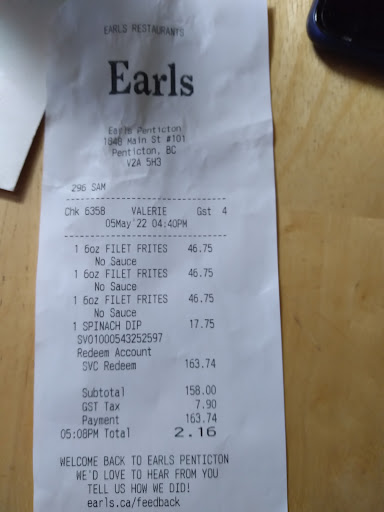 EARLS RESTAURANTS
Earls
Earls Penticton
1848 Main St #101
Penticton, BC
V2A 5H3
296 SAM
Chk 6358 VALERIE Gst 4
05May'22 04:40PM
1 6oz FILET FRITES 46.75
No Sauce
1 6oz FILET FRITES 46.75
No Sauce
1 6oz FILET FRITES 46.75
No Sauce
1 SPINACH DIP 17.75
SVO1000543252597
Redeem Account
SVC Redeem 163.74
Subtotal 158.00
GST Tax 7.90
Payment 163.74
05:08PM Total 2.16
WELCOME BACK TO EARLS PENTICTON
WE'D LOVE TO HEAR FROM YOU
TELL US HOW WE DID!
earls.ca/feedback